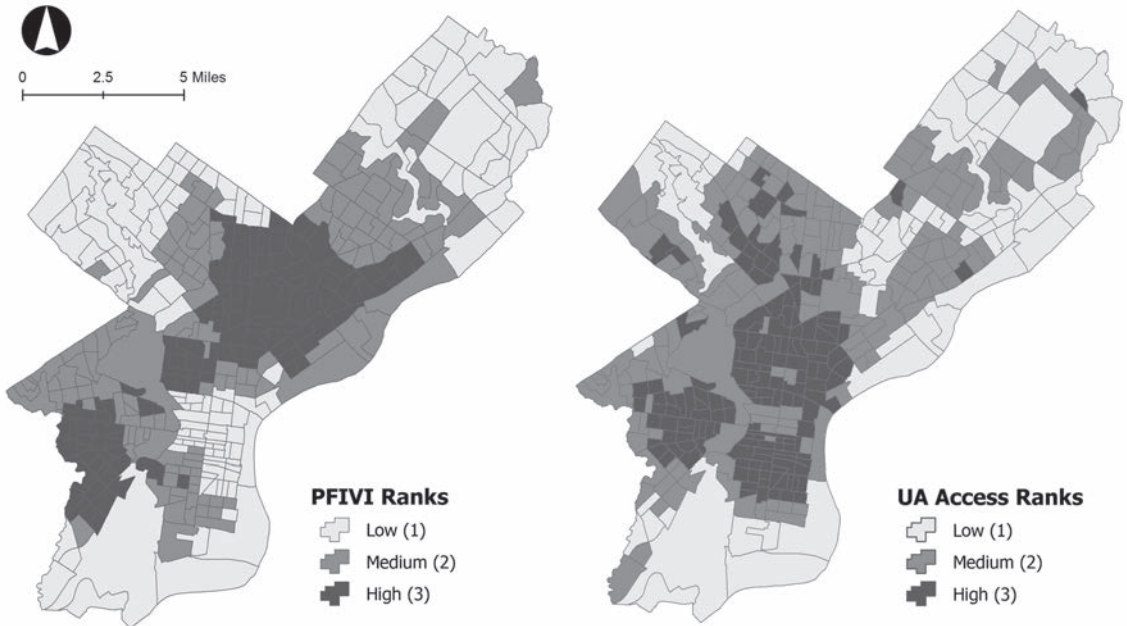 0 2.5 5 Miles
PFIVI Ranks
Low (1)
Medium (2)
High (3)
UA Access Ranks
Low (1)
Medium (2)
High (3)